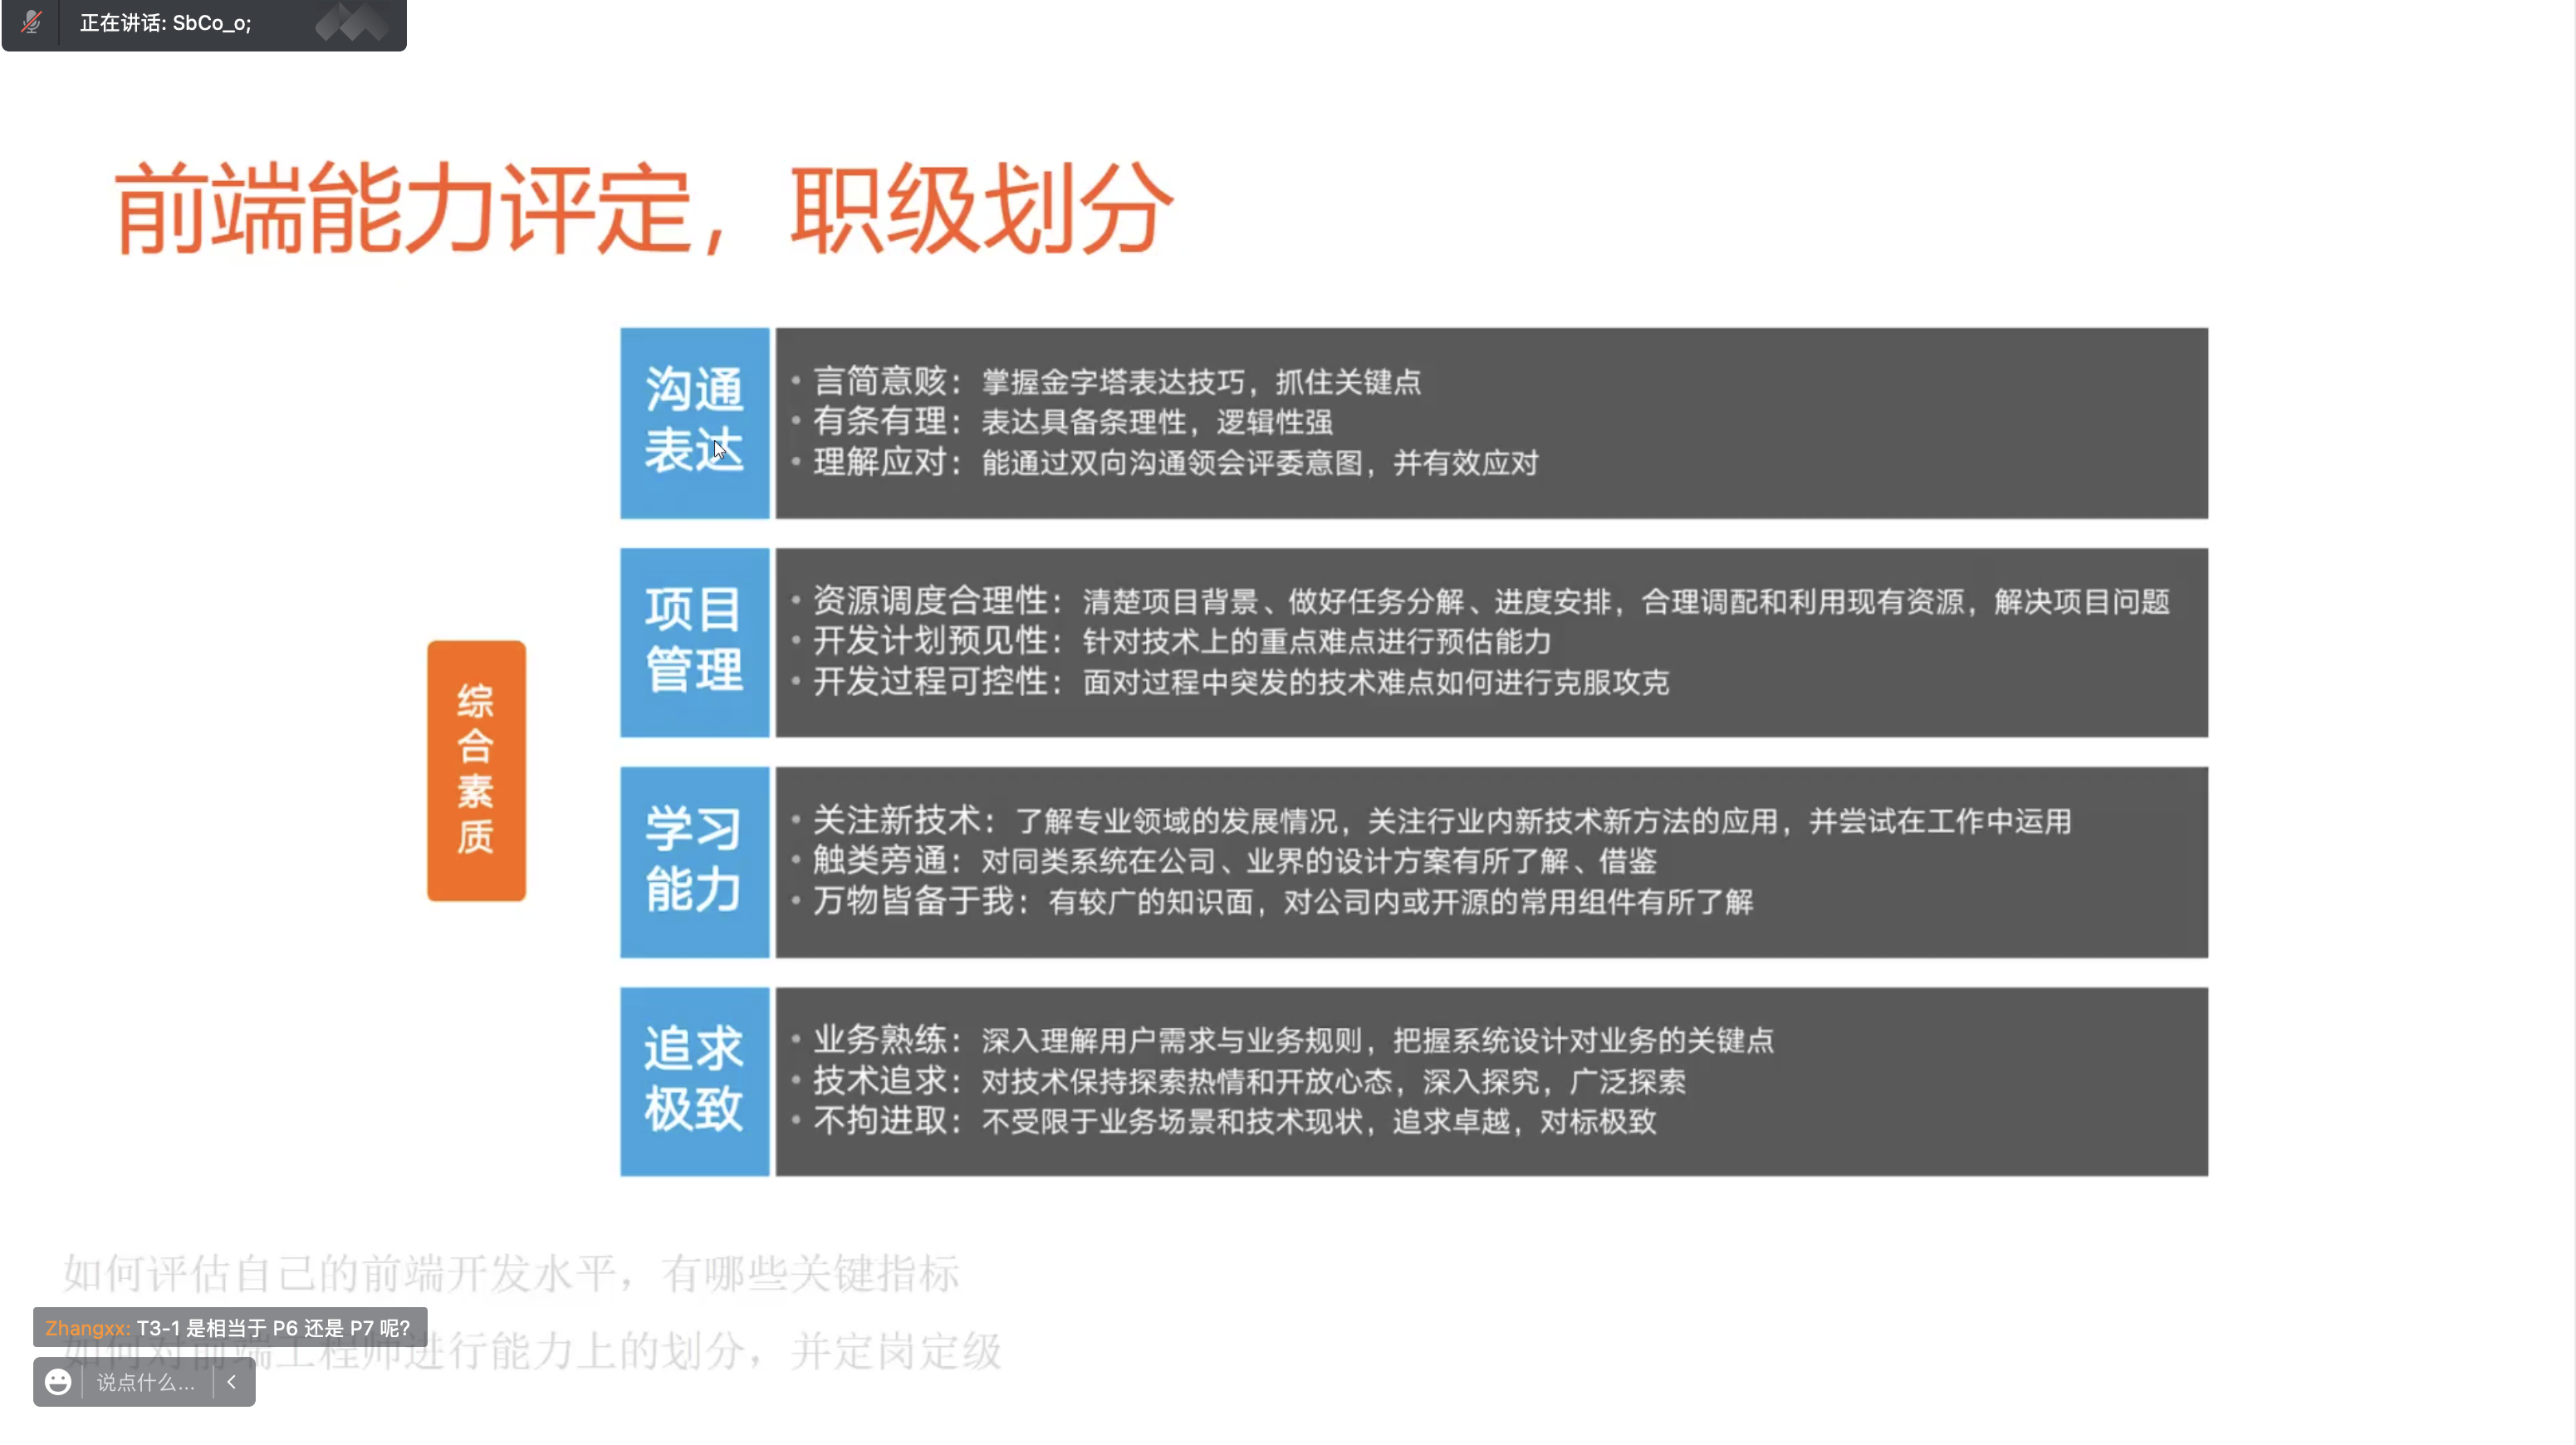 正在讲话: SbCo_o;
前端能力评定，职级划分
综合素质
沟通
表达
• 言简意赅：掌握金字塔表达技巧，抓住关键点
• 有条有理：表达具备条理性，逻辑性强
• 理解应对：能通过双向沟通领会评委意图，并有效应对
项目
管理
• 资源调度合理性：清楚项目背景、做好任务分解、进度安排，合理调配和利用现有资源，解决项目问题
• 开发计划预见性：针对技术上的重点难点进行预估能力
• 开发过程可控性：面对过程中突发的技术难点如何进行克服攻克
学习
能力
• 关注新技术：了解专业领域的发展情况，关注行业内新技术新方法的应用，并尝试在工作中运用
• 触类旁通：对同类系统在公司、业界的设计方案有所了解、借鉴
• 万物皆备于我：有较广的知识面，对公司内或开源的常用组件有所了解
追求
极致
• 业务熟练：深入理解用户需求与业务规则，把握系统设计对业务的关键点
• 技术追求：对技术保持探索热情和开放心态，深入探究，广泛探索
• 不拘进取：不受限于业务场景和技术现状，追求卓越，对标极致
如何评估自己的前端开发水平，有哪些关键指标
Zhangxx: T3-1 是相当于 P6 还是 P7 呢?
如何对前端工程师进行能力上的划分，并定岗定级
说点什么...